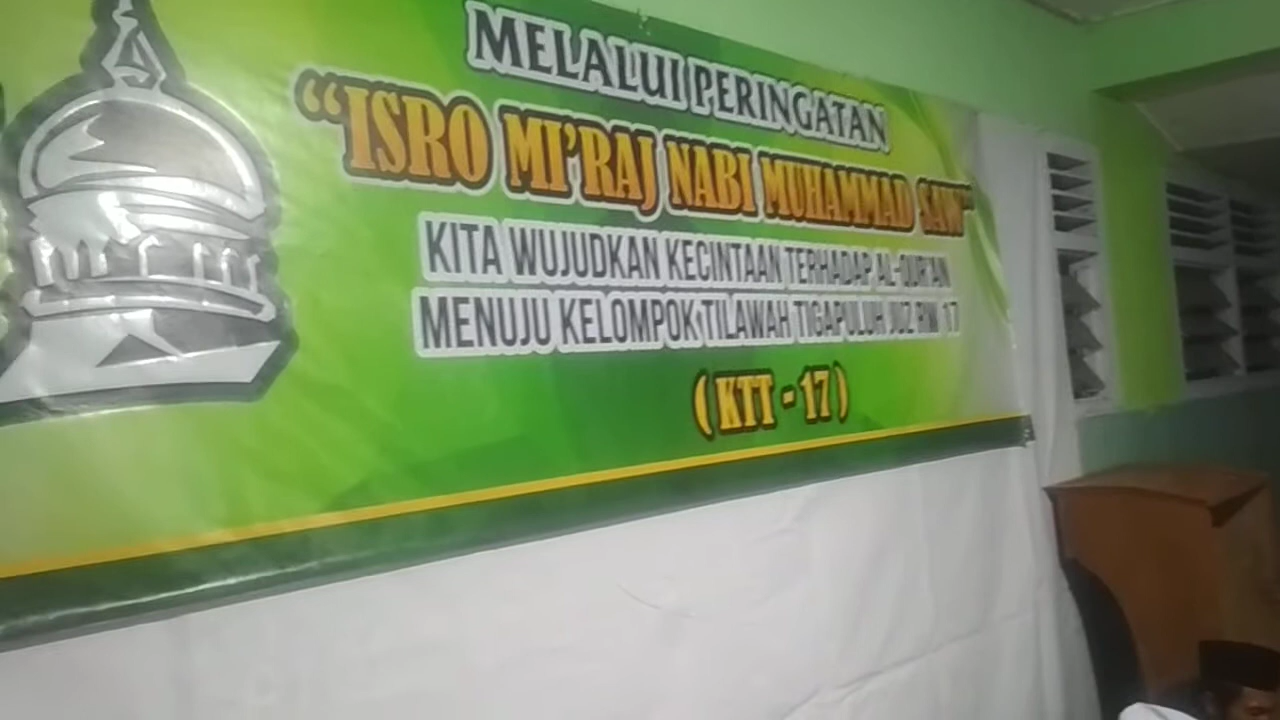 MELALUI PERINGATAN
"ISRO MI'RAJ NABI MUHAMMAD SAW"
KITA WUJUDKAN KECINTAAN TERHADAP AL-QUR'AN
MENUJU KELOMPOK TILAWAH TIGAPULUH JUZ RW 17
( KTT - 17 )